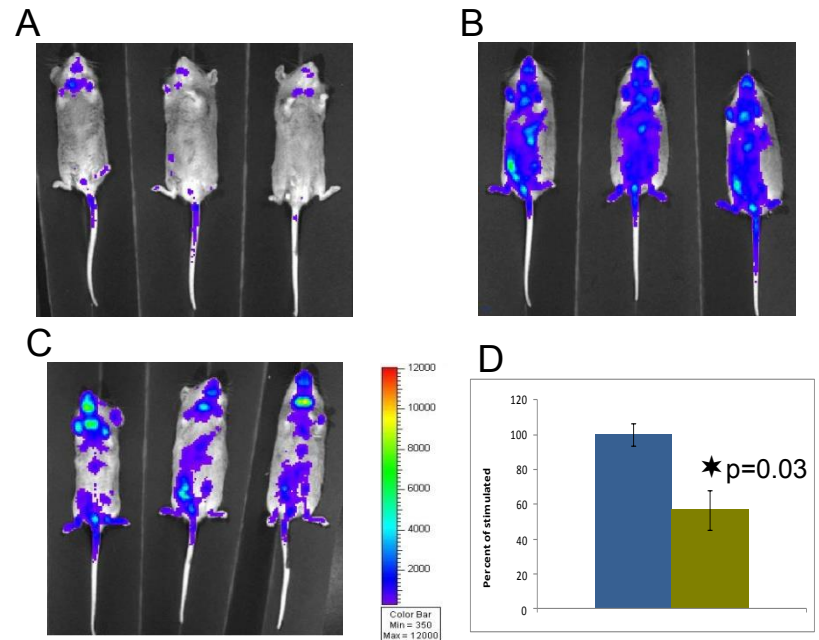 A
B
C
12000
10000
8000
6000
4000
2000
Color Bar
Min = 350
Max = 12000
D
Percent of stimulated
120
100
80
60
40
20
0
★ p=0.03